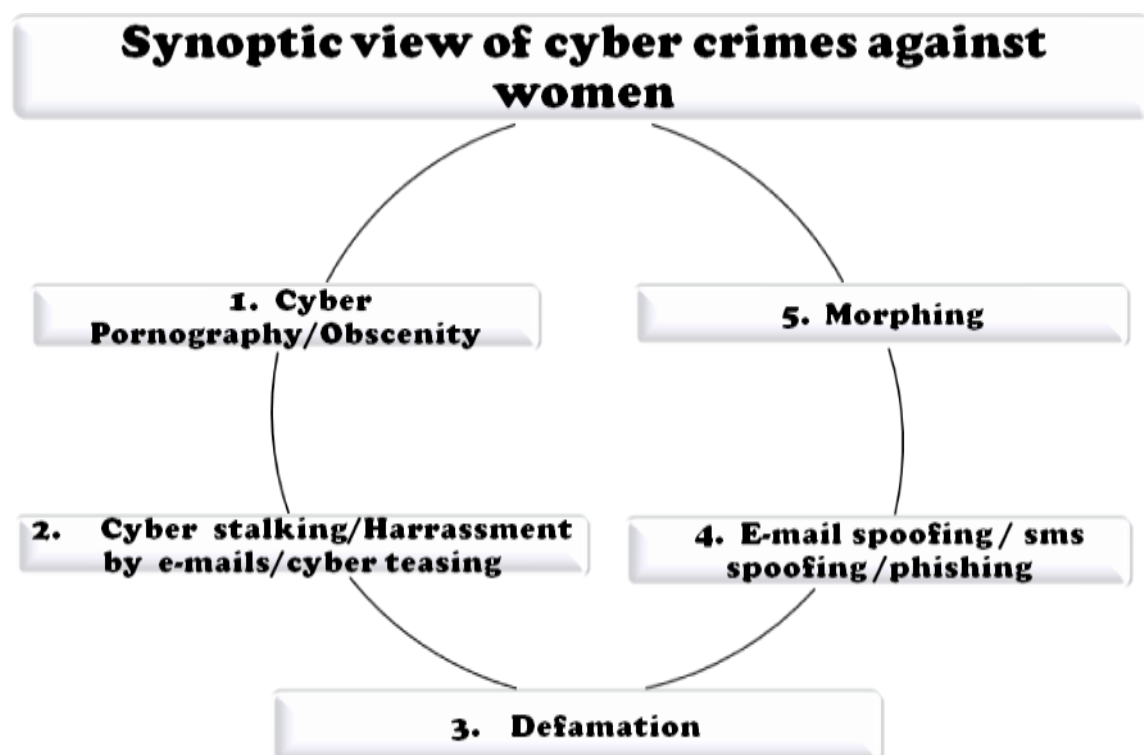 Synoptic view of cyber crimes against
women
1. Cyber
Pornography/Obscenity
2. Cyber stalking/Harrassment
by e-mails/cyber teasing
3. Defamation
4. E-mail spoofing / sms
spoofing/phishing
5. Morphing